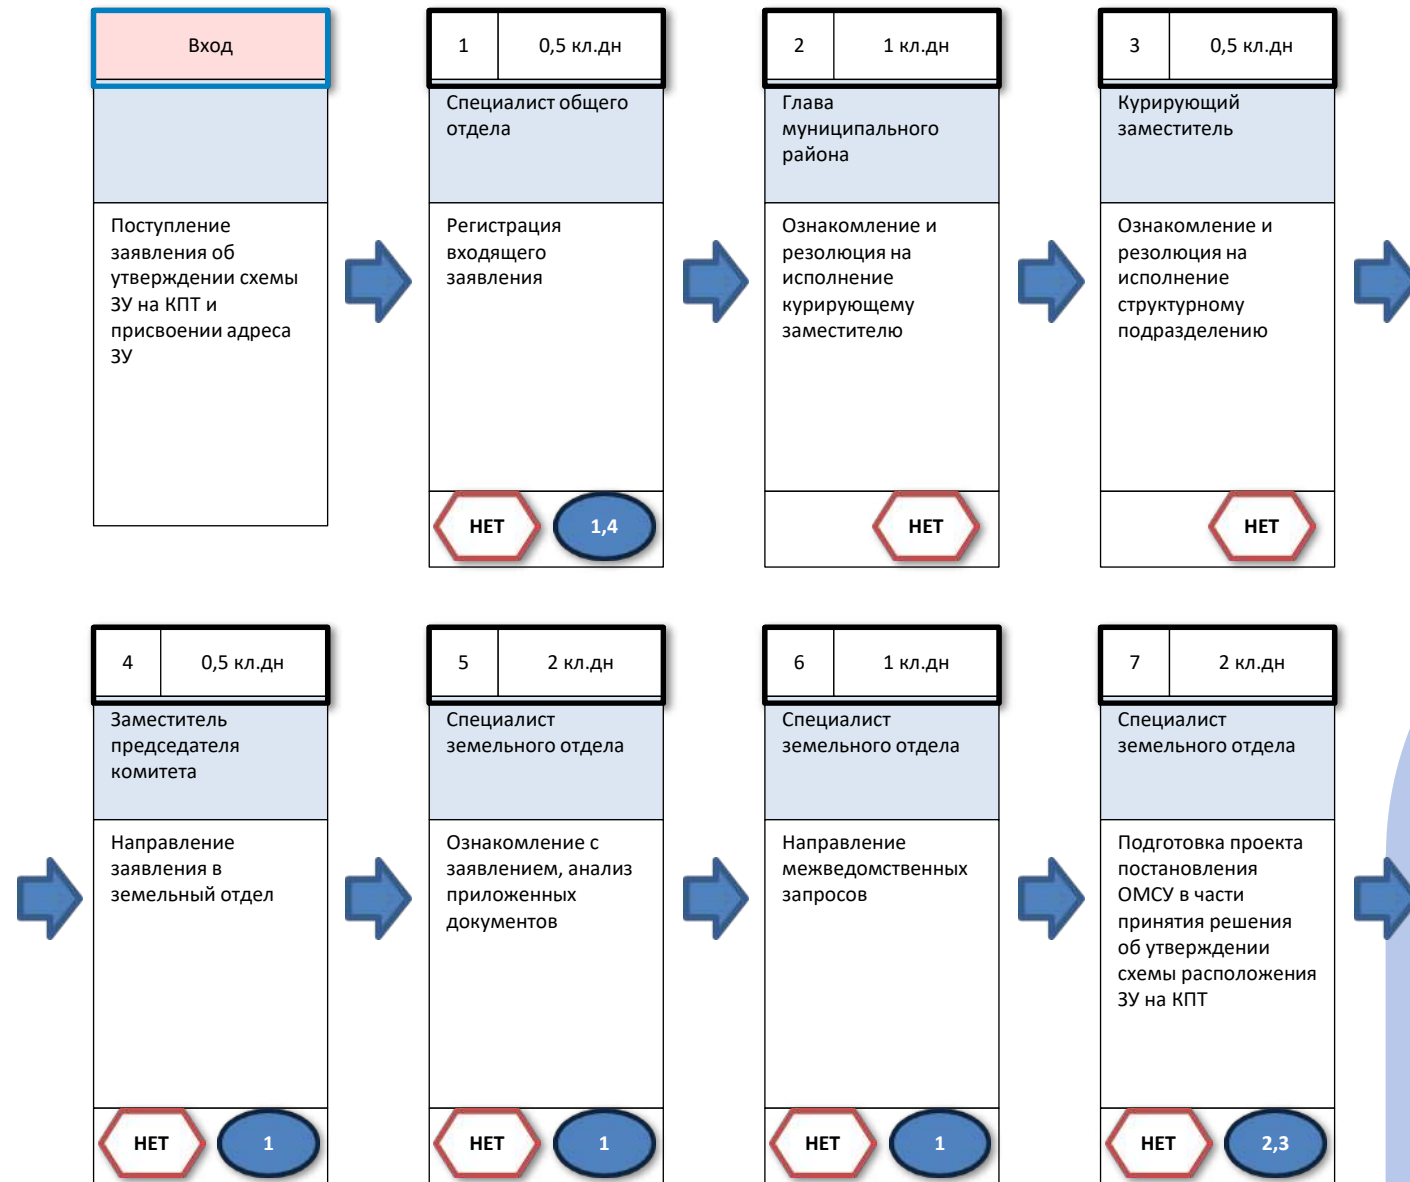 Вход
Поступление
заявления об
утверждении схемы
ЗУ на КПТ и
присвоении адреса
ЗУ
1
0,5 кл.дн
Специалист общего
отдела
Регистрация
входящего
заявления
НЕТ
1,4
2
1 кл.дн
Глава
муниципального
района
Ознакомление и
резолюция на
исполнение
курирующему
заместителю
НЕТ
3
0,5 кл.дн
Курирующий
заместитель
Ознакомление и
резолюция на
исполнение
структурному
подразделению
НЕТ
4
0,5 кл.дн
Заместитель
председателя
комитета
Направление
заявления в
земельный отдел
НЕТ
1
5
2 кл.дн
Специалист
земельного отдела
Ознакомление с
заявлением, анализ
приложенных
документов
НЕТ
1
6
1 кл.дн
Специалист
земельного отдела
Направление
межведомственных
запросов
НЕТ
1
7
2 кл.дн
Специалист
земельного отдела
Подготовка проекта
постановления
ОМСУ в части
принятия решения
об утверждении
схемы расположения
ЗУ на КПТ
НЕТ
2,3